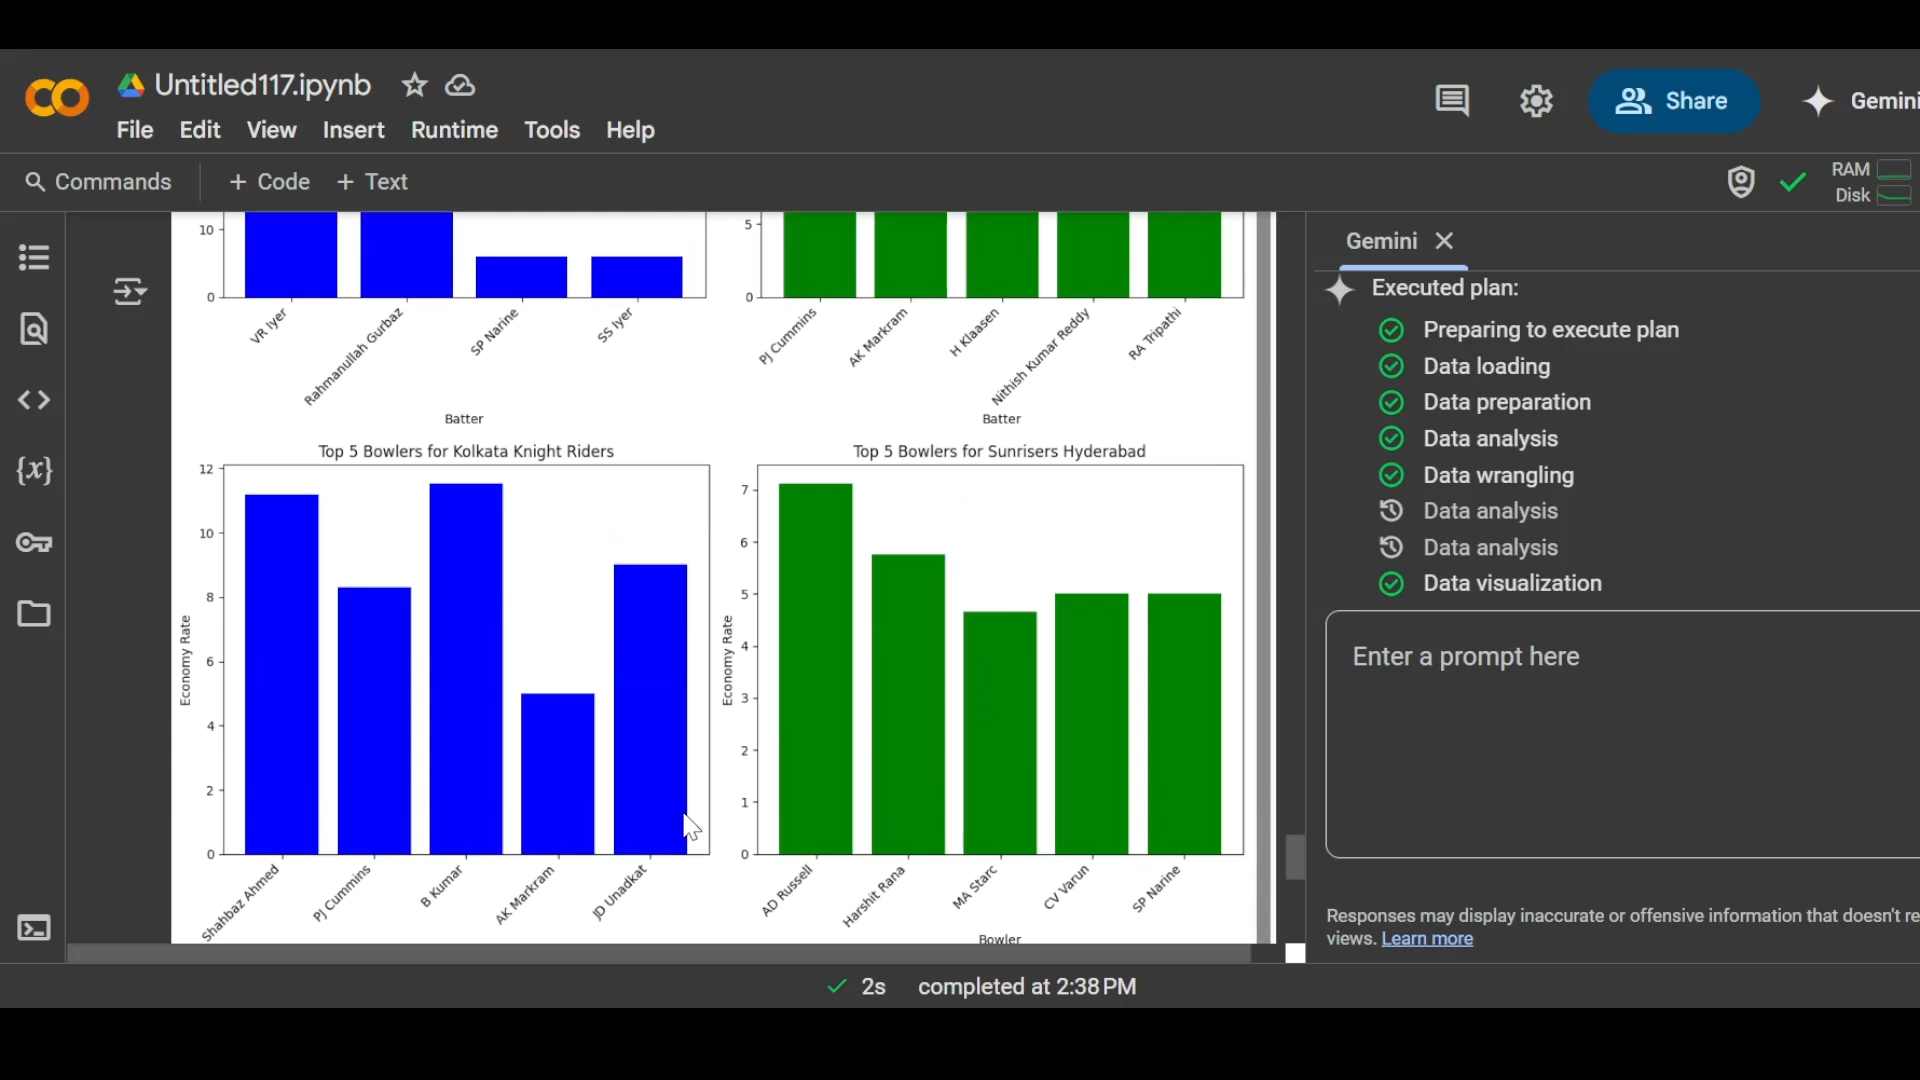 Untitled117.ipynb
File Edit View Insert Runtime Tools Help
Share
Gemini
Commands
+ Code + Text
RAM
Disk
10
0
VR Iyer
Rahmanullah Gurbaz
SP Narine
SS Iyer
Batter
5
0
PJ Cummins
AK Markram
H Klaasen
Nithish Kumar Reddy
RA Tripathi
Batter
Top 5 Bowlers for Kolkata Knight Riders
Economy Rate
12
10
8
6
4
2
0
Shahbaz Ahmed
PJ Cummins
B Kumar
AK Markram
JD Unadkat
Top 5 Bowlers for Sunrisers Hyderabad
Economy Rate
7
6
5
4
3
2
1
0
AD Russell
Harshit Rana
MA Starc
CV Varun
SP Narine
Bowler
Gemini
Executed plan:
Preparing to execute plan
Data loading
Data preparation
Data analysis
Data wrangling
Data analysis
Data analysis
Data visualization
Enter a prompt here
Responses may display inaccurate or offensive information that doesn't re
views. Learn more
2s completed at 2:38 PM